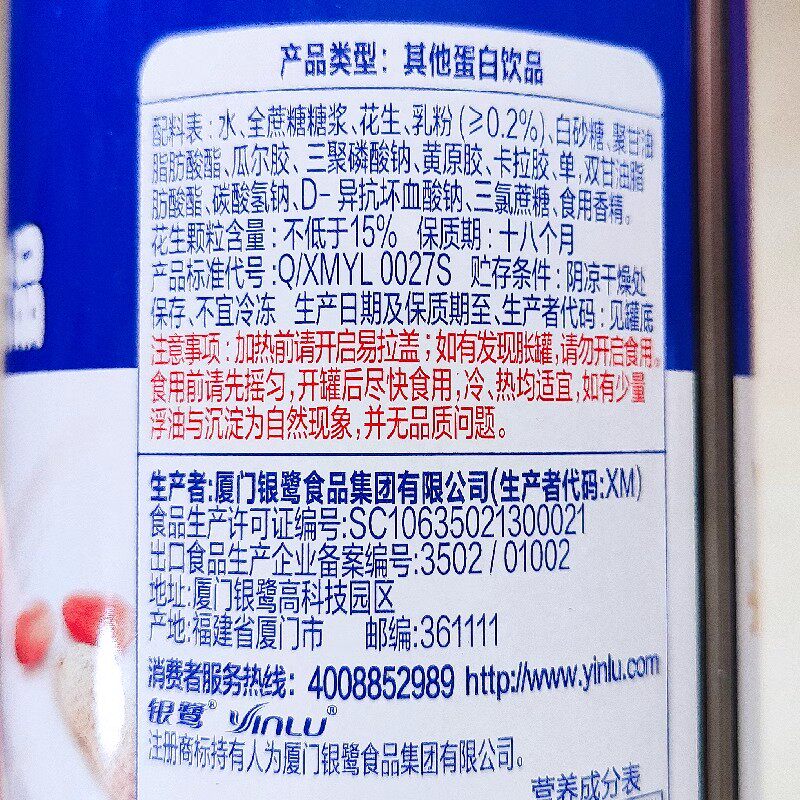 产品类型：其他蛋白饮品
配料表：水、全蔗糖糖浆、花生、乳粉(≥0.2%)、白砂糖、聚甘油
脂肪酸酯、瓜尔胶、三聚磷酸钠、黄原胶、卡拉胶、单,双甘油脂
肪酸酯、碳酸氢钠、D-异抗坏血酸钠、三氯蔗糖、食用香精。
花生颗粒含量：不低于15% 保质期：十八个月
产品标准代号:Q/XMYL 0027S 贮存条件：阴凉干燥处
保存、不宜冷冻 生产日期及保质期至、生产者代码：见罐底
注意事项：加热前请开启易拉盖；如有发现胀罐,请勿开启食用。
食用前请先摇匀,开罐后尽快食用,冷、热均适宜,如有少量
浮油与沉淀为自然现象,并无品质问题。
生产者:厦门银鹭食品集团有限公司(生产者代码:XM)
食品生产许可证编号:SC10635021300021
出口食品生产企业备案编号:3502/01002
地址:厦门银鹭高科技园区
产地:福建省厦门市 邮编:361111
消费者服务热线：4008852989 http://www.yinlu.com
银鹭® YINLU®
注册商标持有人为厦门银鹭食品集团有限公司。
营养成分表